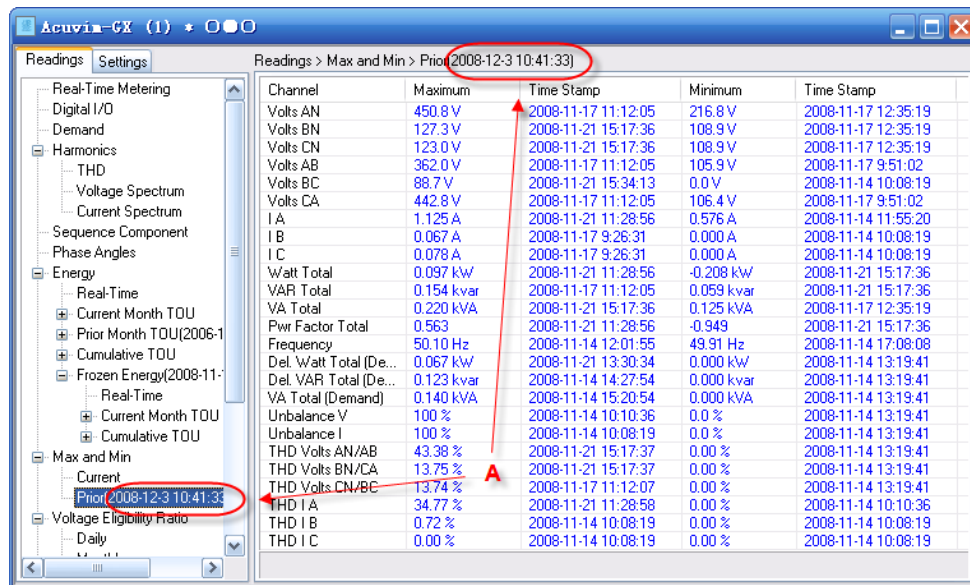 Acuvim-GX (1) * ○●○
Readings Settings
Readings > Max and Min > Prior(2008-12-3 10:41:33)
Real-Time Metering
Digital I/O
Demand
Harmonics
THD
Voltage Spectrum
Current Spectrum
Sequence Component
Phase Angles
Energy
Real-Time
Current Month TOU
Prior Month TOU(2006-1
Cumulative TOU
Frozen Energy(2008-11-
Real-Time
Current Month TOU
Cumulative TOU
Max and Min
Current
Prior(2008-12-3 10:41:33
Voltage Eligibility Ratio
Daily
Channel Maximum Time Stamp Minimum Time Stamp
Volts AN 450.8 V 2008-11-17 11:12:05 216.8 V 2008-11-17 12:35:19
Volts BN 127.3 V 2008-11-21 15:17:36 108.9 V 2008-11-17 12:35:19
Volts CN 123.0 V 2008-11-21 15:17:36 108.9 V 2008-11-17 12:35:19
Volts AB 362.0 V 2008-11-17 11:12:05 105.9 V 2008-11-17 9:51:02
Volts BC 88.7 V 2008-11-21 15:34:13 0.0 V 2008-11-14 10:08:19
Volts CA 442.8 V 2008-11-17 11:12:05 106.4 V 2008-11-17 9:51:02
I A 1.125 A 2008-11-21 11:28:56 0.576 A 2008-11-14 11:55:20
I B 0.067 A 2008-11-17 9:26:31 0.000 A 2008-11-14 10:08:19
I C 0.078 A 2008-11-17 9:26:31 0.000 A 2008-11-14 10:08:19
Watt Total 0.097 kW 2008-11-21 11:28:56 -0.208 kW 2008-11-21 15:17:36
VAR Total 0.154 kvar 2008-11-17 11:12:05 0.059 kvar 2008-11-21 15:17:36
VA Total 0.220 kVA 2008-11-21 15:17:36 0.125 kVA 2008-11-17 12:35:19
Pwr Factor Total 0.563 2008-11-21 11:28:56 -0.949 2008-11-21 15:17:36
Frequency 50.10 Hz 2008-11-14 12:01:55 49.91 Hz 2008-11-14 17:08:08
Del. Watt Total (De... 0.067 kW 2008-11-21 13:30:34 0.000 kW 2008-11-14 13:19:41
Del. VAR Total (De... 0.123 kvar 2008-11-14 14:27:54 0.000 kvar 2008-11-14 13:19:41
VA Total (Demand) 0.140 kVA 2008-11-14 15:20:54 0.000 kVA 2008-11-14 13:19:41
Unbalance V 100 % 2008-11-14 10:10:36 0.0 % 2008-11-14 13:19:41
Unbalance I 100 % 2008-11-14 10:08:19 0.0 % 2008-11-14 13:19:41
THD Volts AN/AB 43.38 % 2008-11-21 15:17:37 0.00 % 2008-11-14 13:19:41
THD Volts BN/CA 13.75 % 2008-11-21 15:17:37 0.00 % 2008-11-14 13:19:41
THD Volts CN/BC 13.74 % 2008-11-17 11:12:07 0.00 % 2008-11-14 13:19:41
THD I A 34.77 % 2008-11-21 11:28:58 0.00 % 2008-11-14 10:10:36
THD I B 0.72 % 2008-11-14 10:08:19 0.00 % 2008-11-14 10:08:19
THD I C 0.00 % 2008-11-14 10:08:19 0.00 % 2008-11-14 10:08:19
A